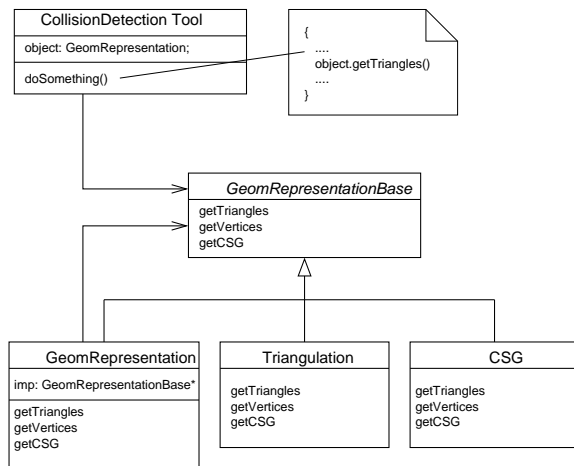 CollisionDetection Tool
object: GeomRepresentation;
doSomething()
{
....
object.getTriangles()
....
}
GeomRepresentationBase
getTriangles
getVertices
getCSG
GeomRepresentation
imp: GeomRepresentationBase*
getTriangles
getVertices
getCSG
Triangulation
getTriangles
getVertices
getCSG
CSG
getTriangles
getVertices
getCSG